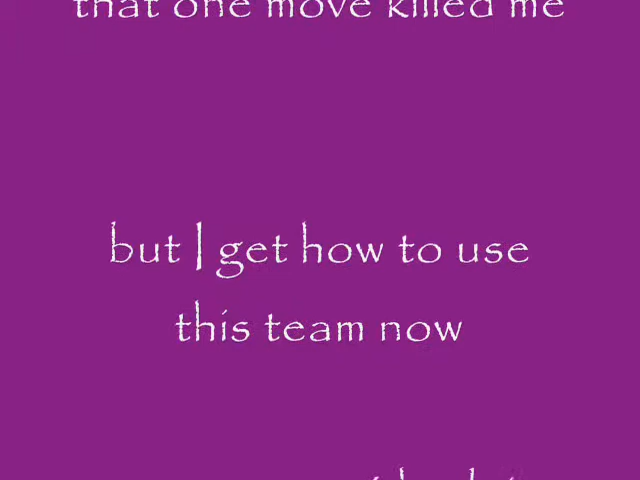 that one move killed me
but I get how to use
this team now